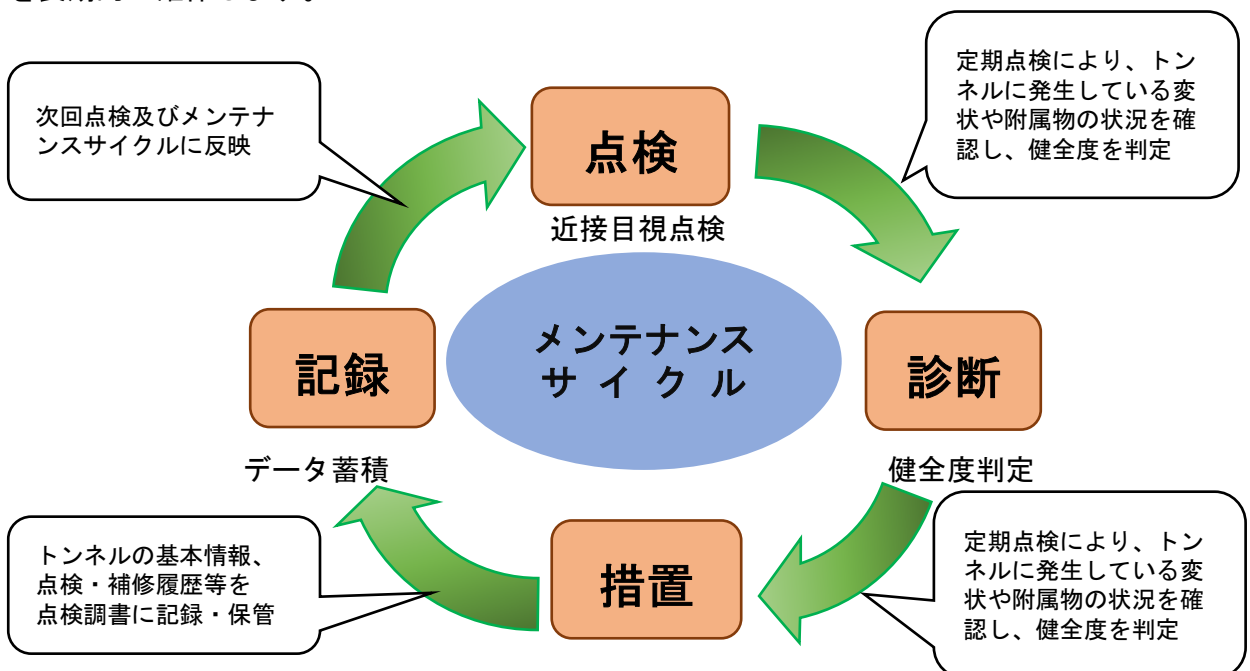 次回点検及びメンテナ
ンスサイクルに反映
定期点検により、トン
ネルに発生している変
状や附属物の状況を確
認し、健全度を判定
点検
近接目視点検
メンテナンス
サイクル
記録
データ蓄積
診断
健全度判定
措置
トンネルの基本情報、
点検・補修履歴等を
点検調書に記録・保管
定期点検により、トン
ネルに発生している変
状や附属物の状況を確
認し、健全度を判定